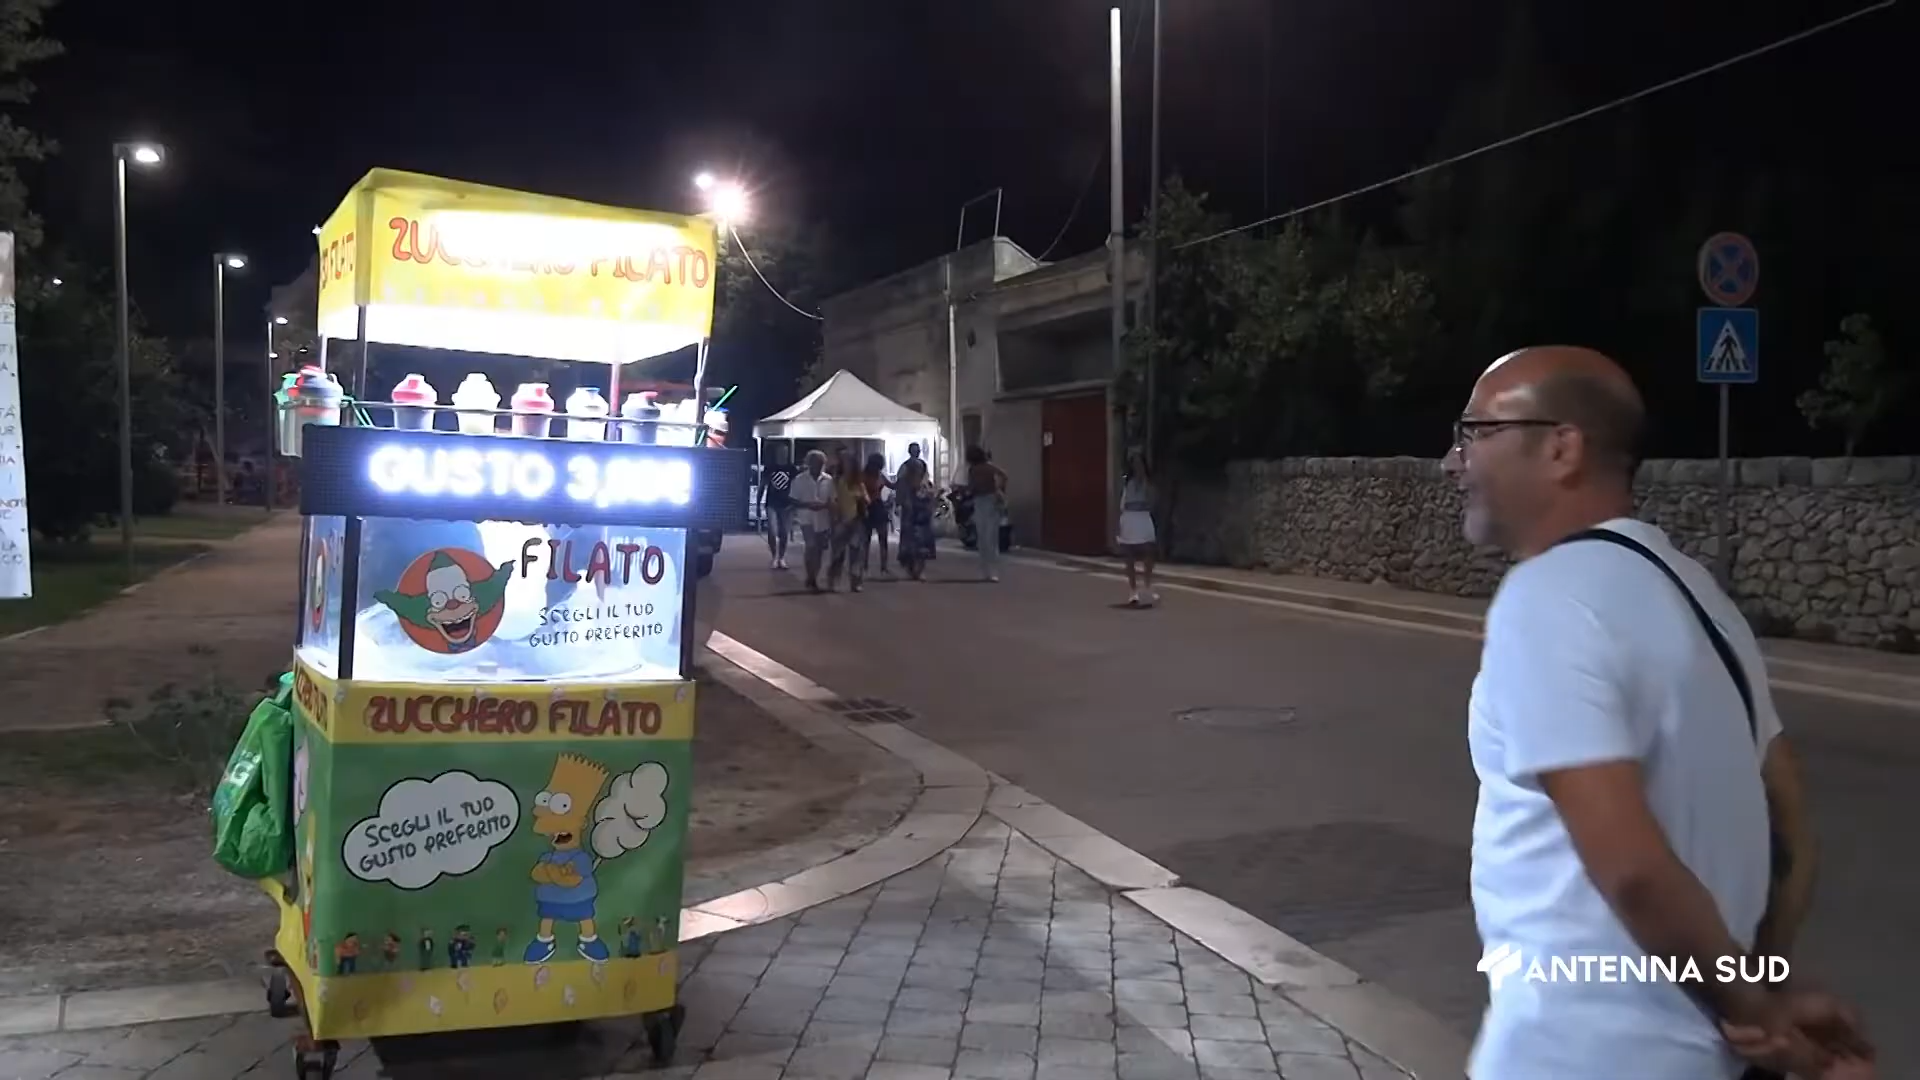 ZUCCHERO FILATO
GUSTO 3,00€
FILATO
SCEGLI IL TUO
GUSTO PREFERITO
ZUCCHERO FILATO
SCEGLI IL TUO
GUSTO PREFERITO
ANTENNA SUD